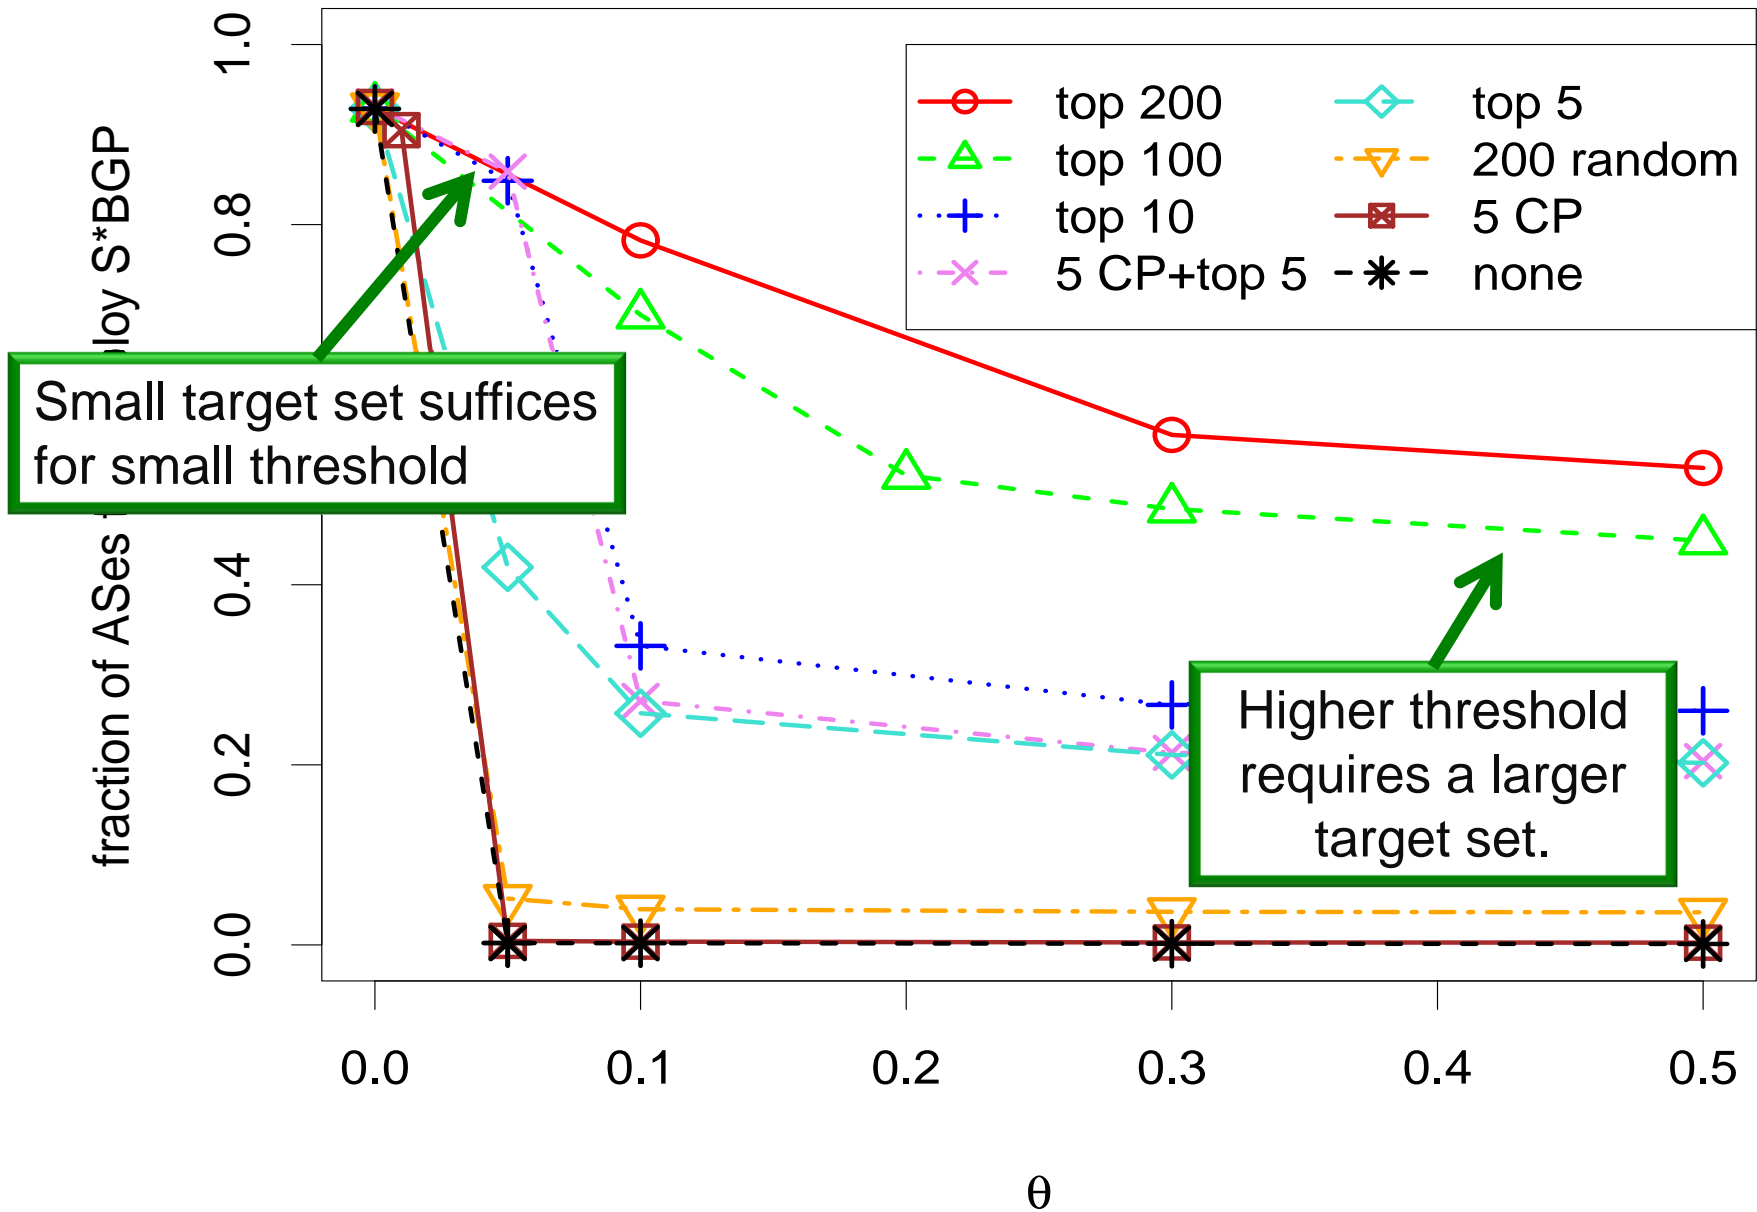 fraction of ASes
ploy S*BGP
1.0
0.8
0.4
0.2
0.0
top 200
top 100
top 10
5 CP+top 5
top 5
200 random
5 CP
none
Small target set suffices
for small threshold
Higher threshold
requires a larger
target set.
0.0 0.1 0.2 0.3 0.4 0.5
θ